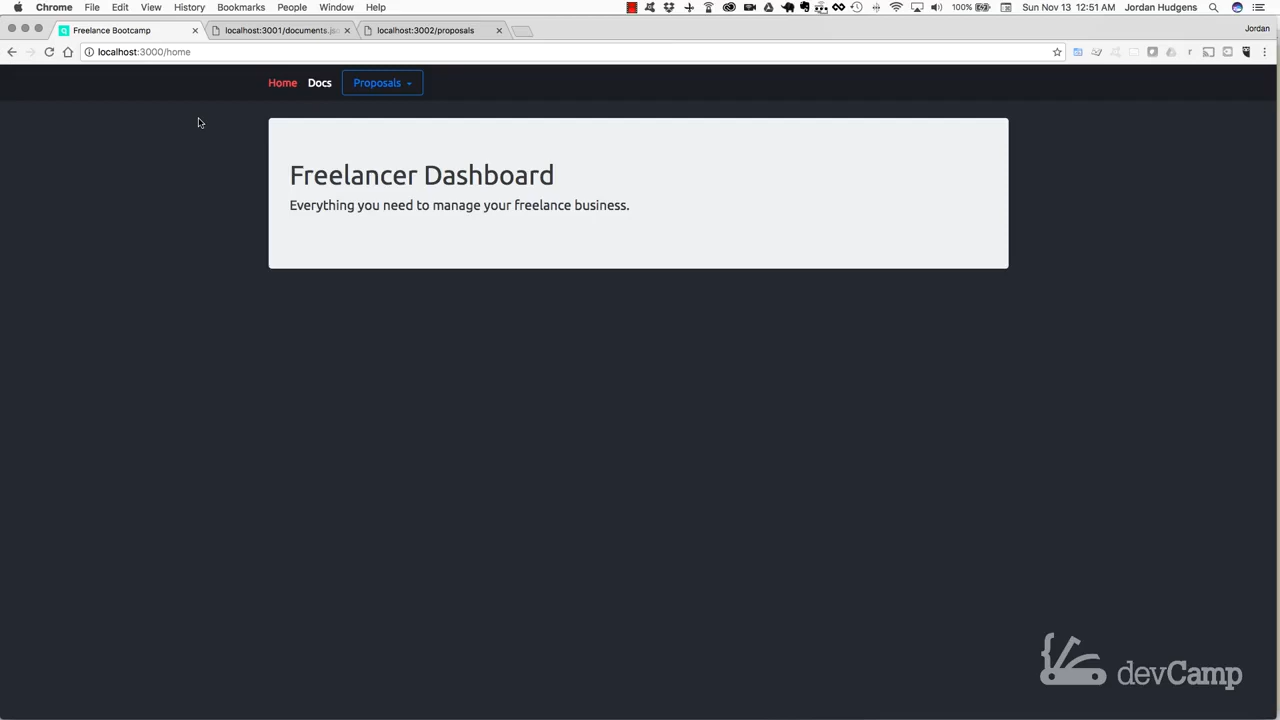 Chrome File Edit View History Bookmarks People Window Help 100% Sun Nov 13 12:51 AM Jordan Hudgens
Freelance Bootcamp localhost:3001/documents.jso localhost:3002/proposals Jordan
localhost:3000/home
Home Docs Proposals
Freelancer Dashboard
Everything you need to manage your freelance business.
devCamp